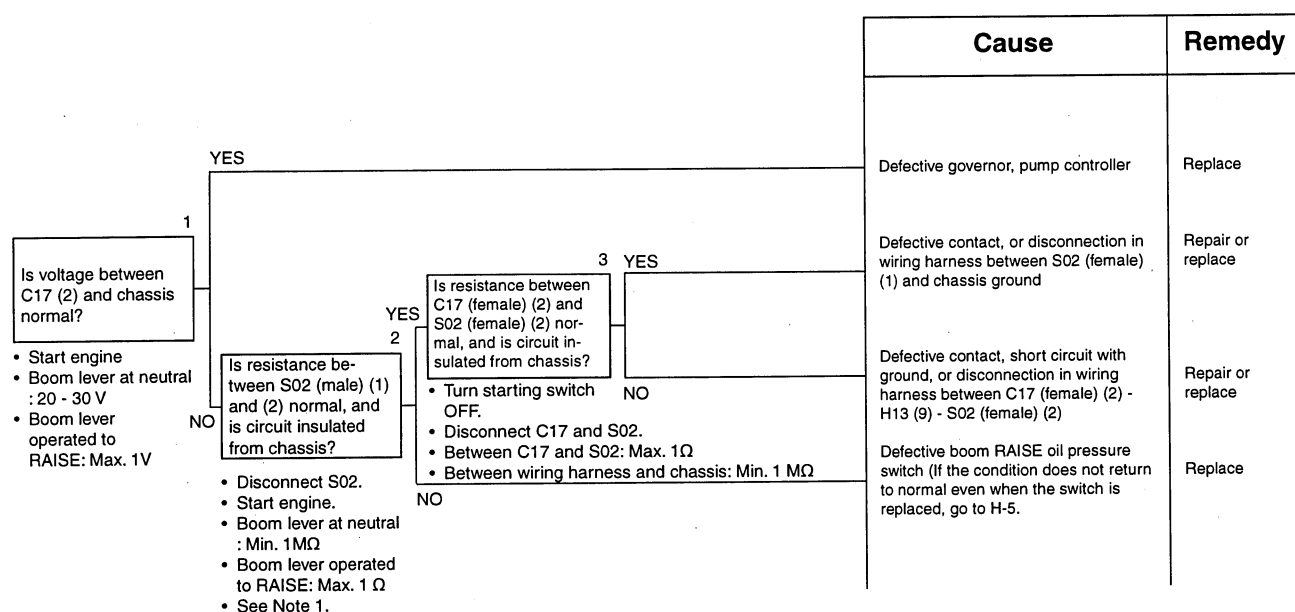 Cause
Remedy
YES
Defective governor, pump controller
Replace
1
Is voltage between
C17 (2) and chassis
normal?
• Start engine
• Boom lever at neutral
: 20 - 30 V
• Boom lever
operated to
RAISE: Max. 1V
NO
2
Is resistance be-
tween S02 (male) (1)
and (2) normal, and
is circuit insulated
from chassis?
• Disconnect S02.
• Start engine.
• Boom lever at neutral
: Min. 1MΩ
• Boom lever operated
to RAISE: Max. 1 Ω
• See Note 1.
YES
3
Is resistance between
C17 (female) (2) and
S02 (female) (2) nor-
mal, and is circuit in-
sulated from chassis?
• Turn starting switch
OFF.
• Disconnect C17 and S02.
• Between C17 and S02: Max. 1Ω
• Between wiring harness and chassis: Min. 1 MΩ
YES
Defective contact, or disconnection in
wiring harness between S02 (female)
(1) and chassis ground
Repair or
replace
NO
Defective contact, short circuit with
ground, or disconnection in wiring
harness between C17 (female) (2) -
H13 (9) - S02 (female) (2)
Repair or
replace
NO
Defective boom RAISE oil pressure
switch (If the condition does not return
to normal even when the switch is
replaced, go to H-5.
Replace